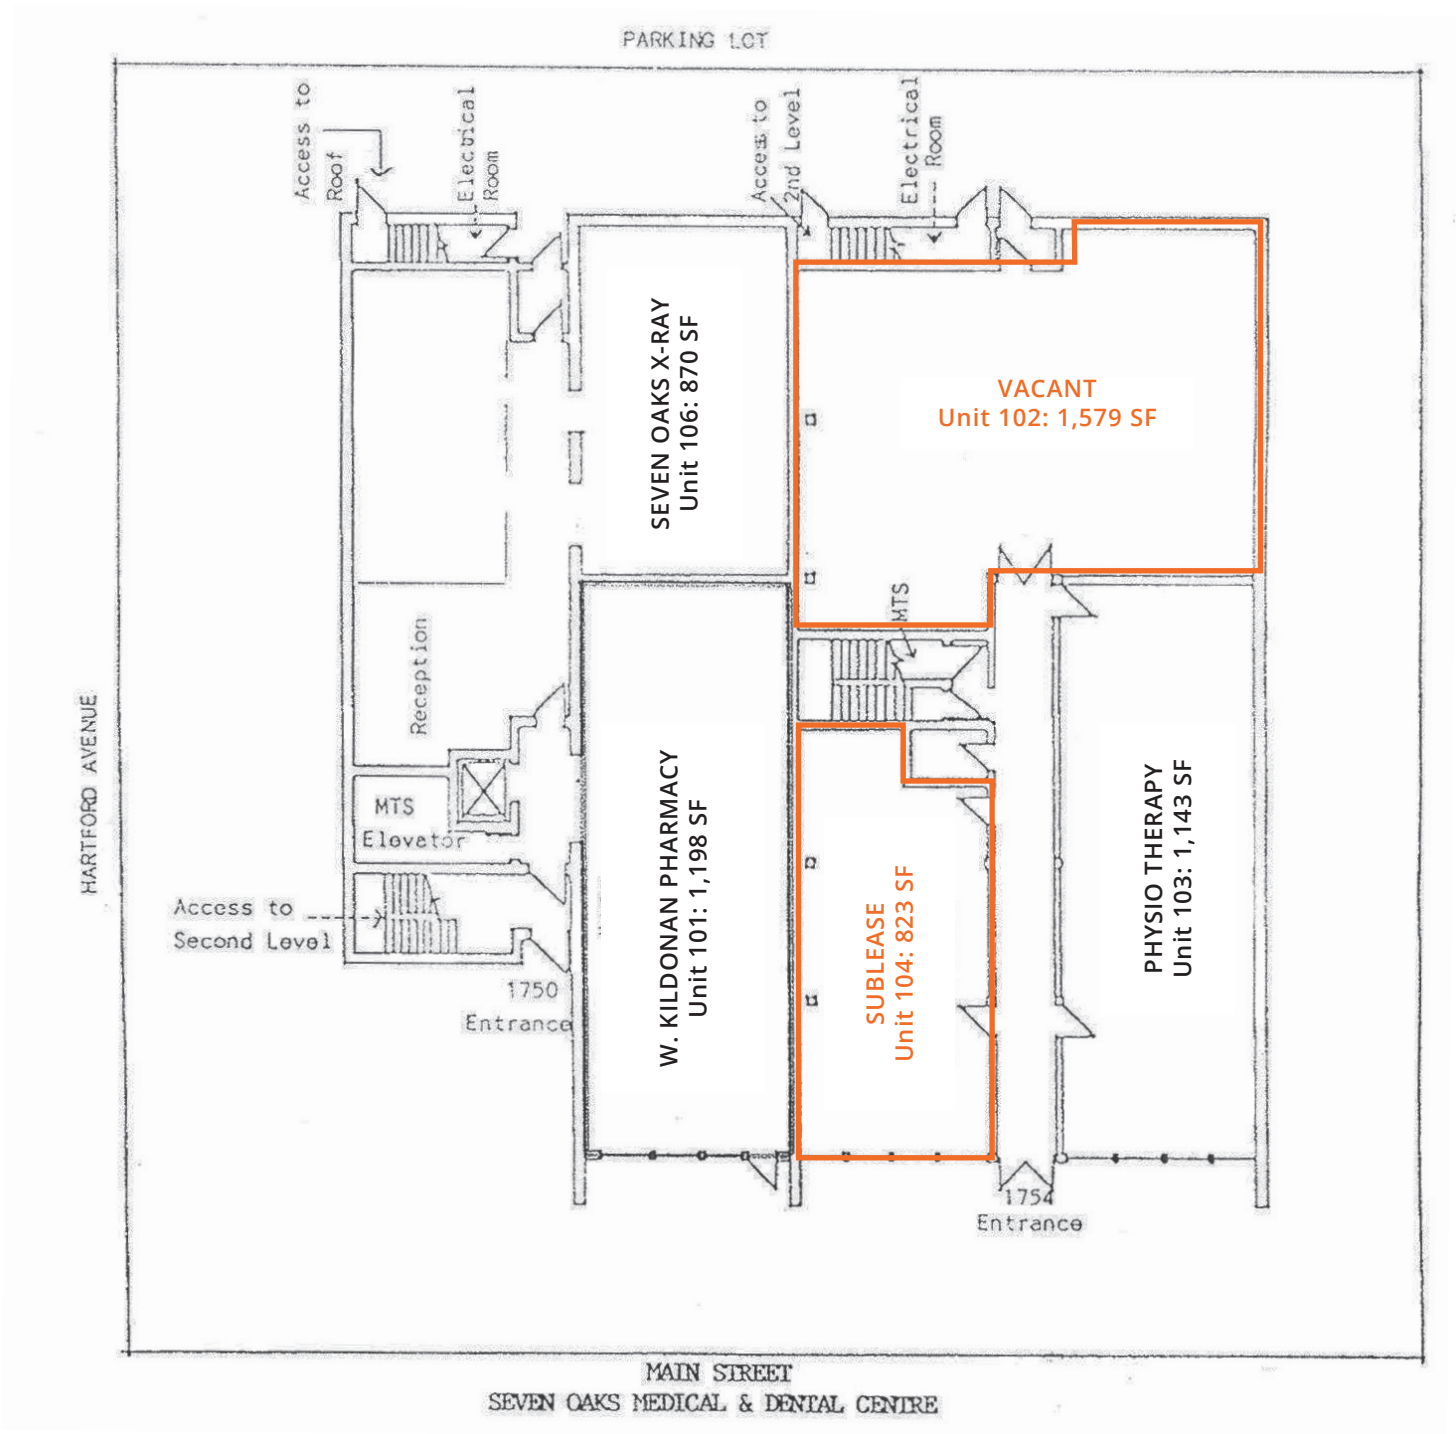 PARKING LOT
Access to
Roof
Electrical
Room
Access to
2nd Level
Electrical
Room
SEVEN OAKS X-RAY
Unit 106: 870 SF
VACANT
Unit 102: 1,579 SF
MTS
Reception
HARTFORD AVENUE
MTS
Elevator
W. KILDONAN PHARMACY
Unit 101: 1,198 SF
SUBLEASE
Unit 104: 823 SF
PHYSIO THERAPY
Unit 103: 1,143 SF
Access to
Second Level
1750
Entrance
1754
Entrance
MAIN STREET
SEVEN OAKS MEDICAL & DENTAL CENTRE